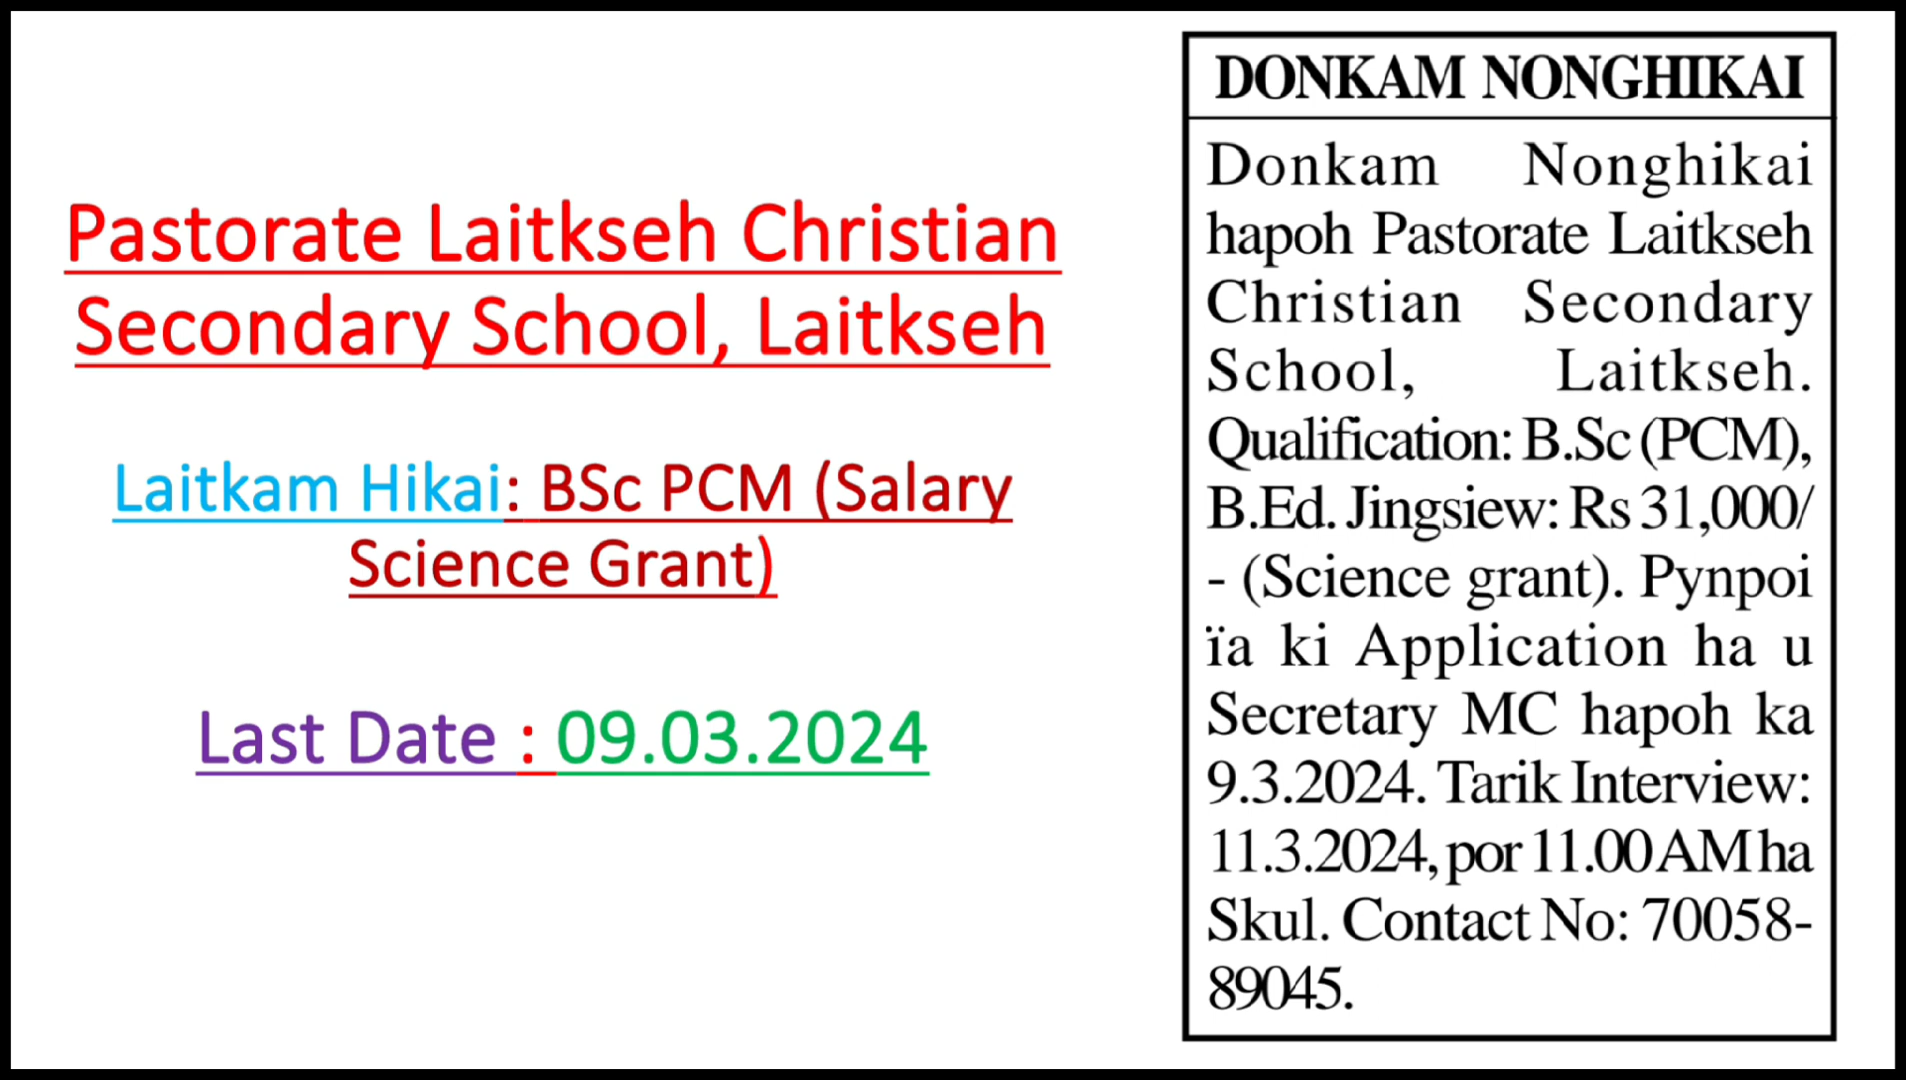 Pastorate Laitkseh Christian
Secondary School, Laitkseh
Laitkam Hikai: BSc PCM (Salary
Science Grant)
Last Date : 09.03.2024
DONKAM NONGHIKAI
Donkam Nonghikai
hapoh Pastorate Laitkseh
Christian Secondary
School, Laitkseh.
Qualification: B.Sc (PCM),
B.Ed. Jingsiew: Rs 31,000/
- (Science grant). Pynpoi
ïa ki Application ha u
Secretary MC hapoh ka
9.3.2024. Tarik Interview:
11.3.2024, por 11.00 AM ha
Skul. Contact No: 70058-
89045.